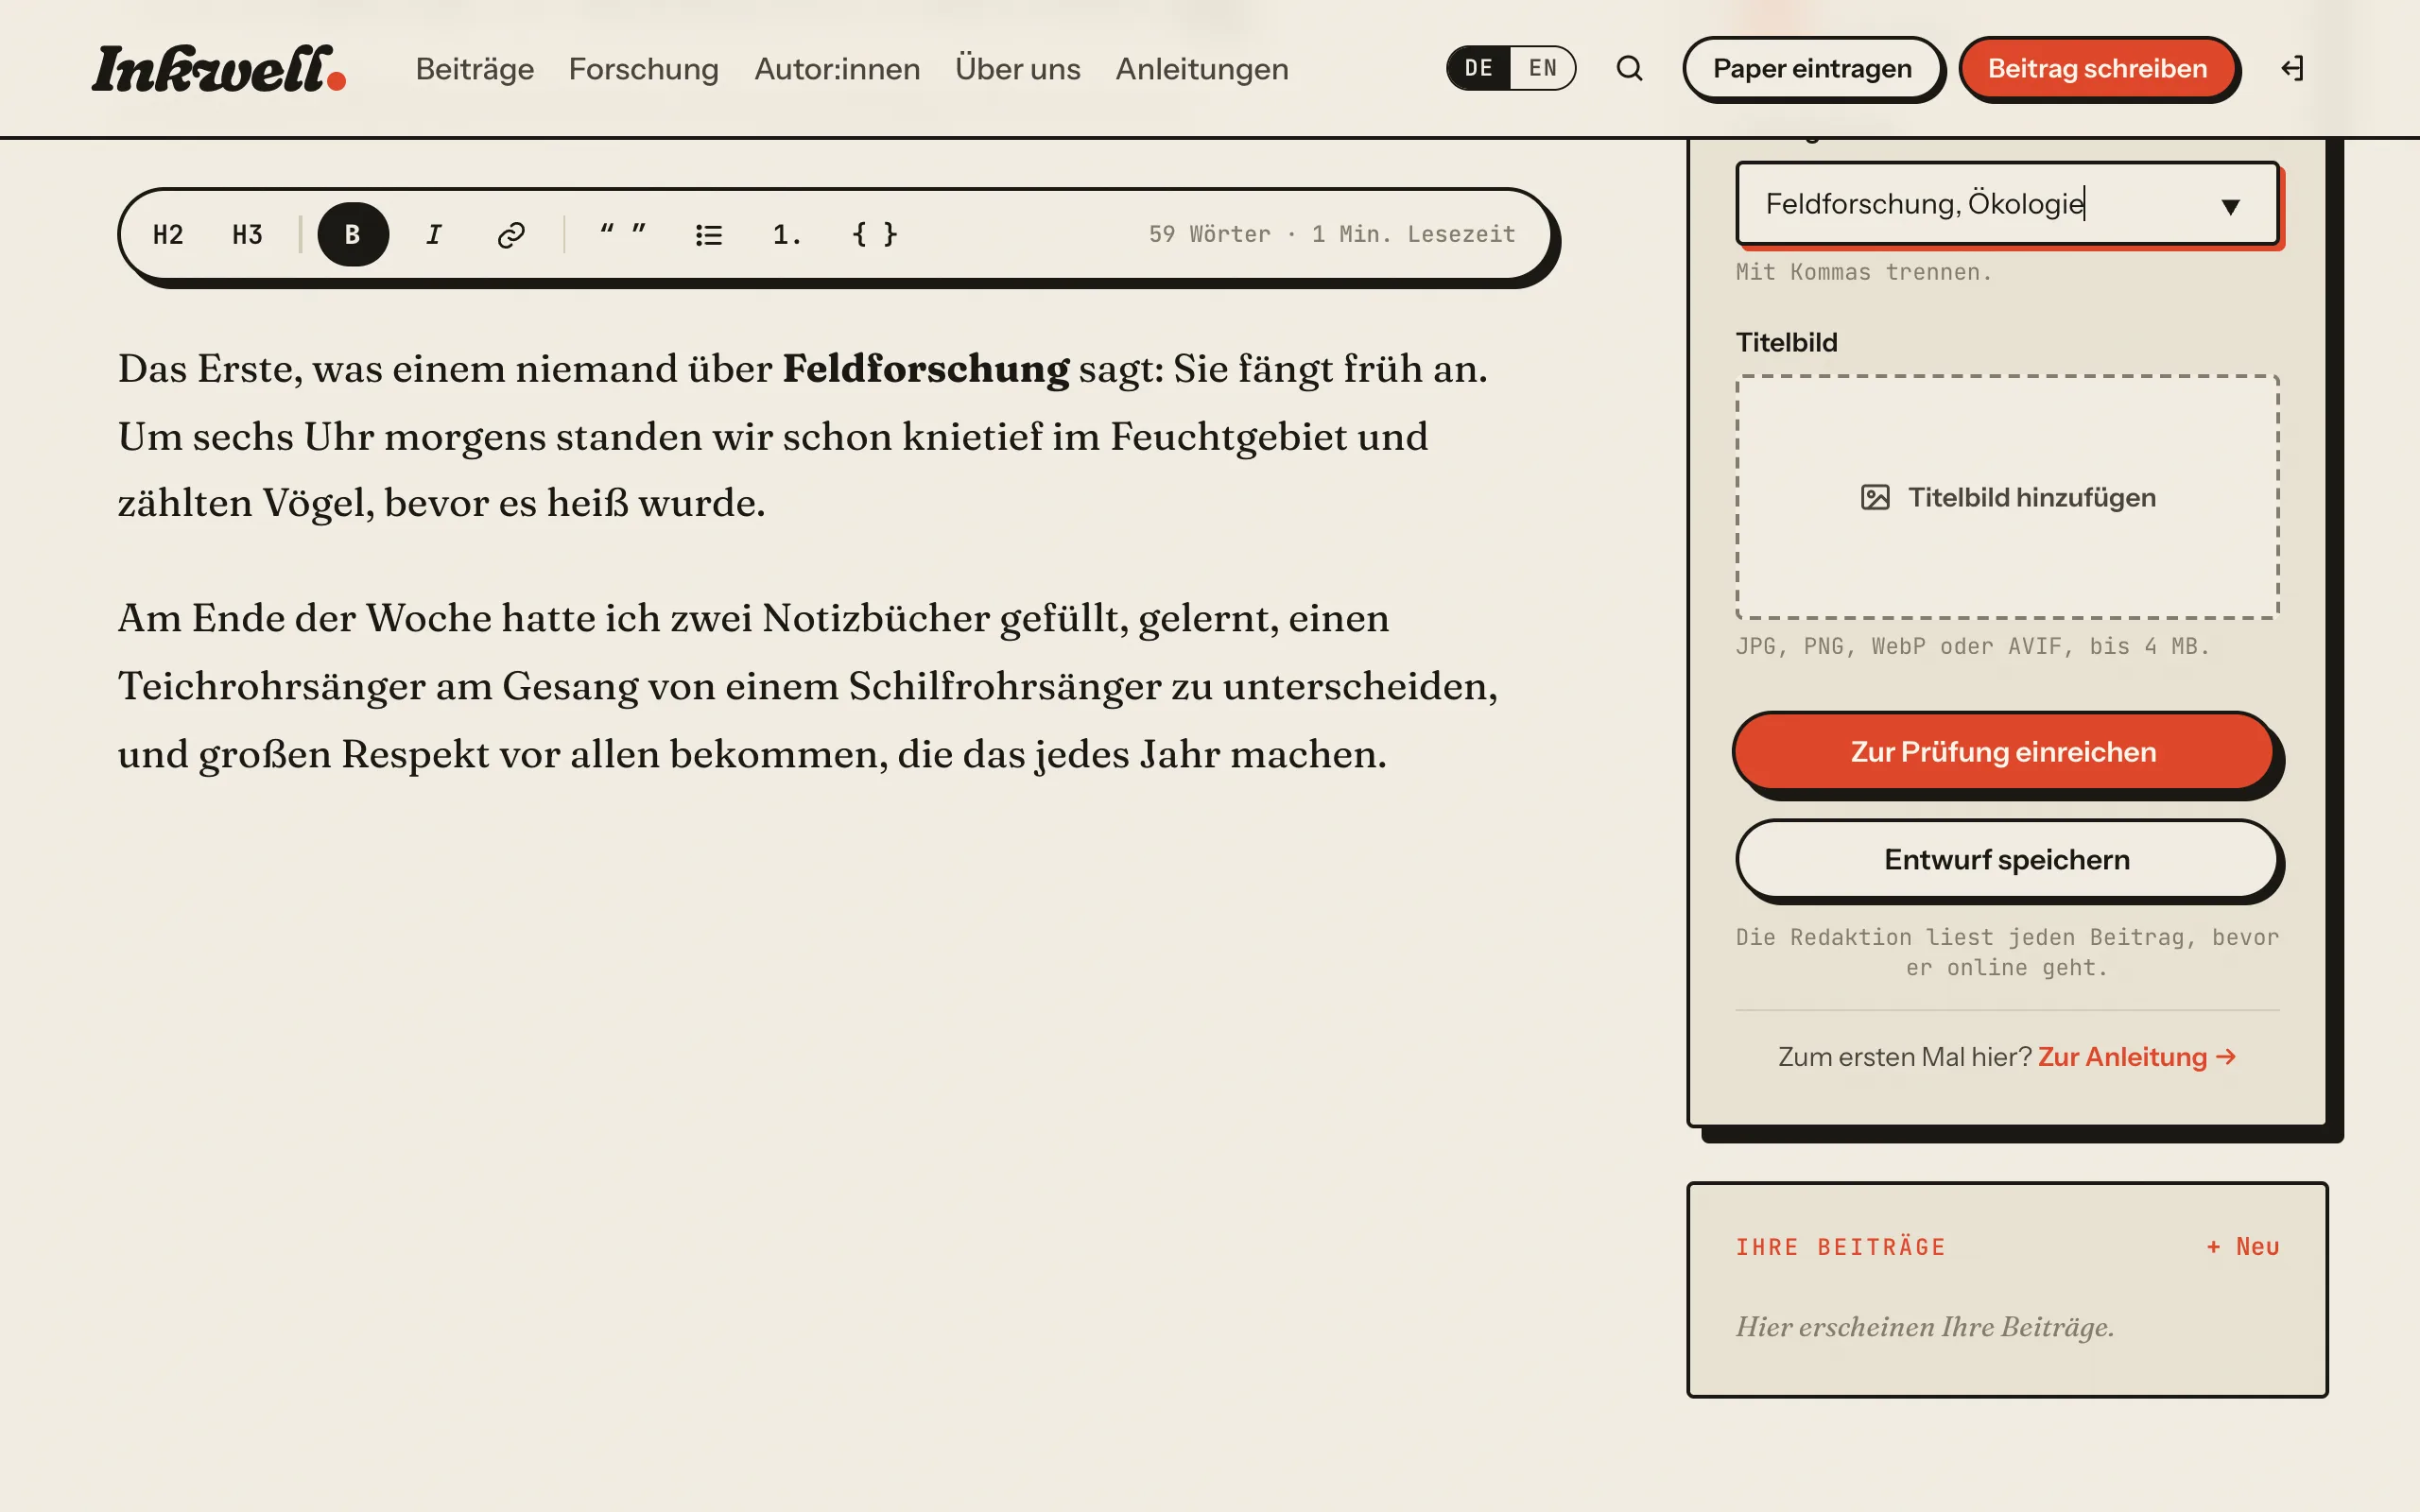 Inkwell.
Beiträge Forschung Autor:innen Über uns Anleitungen
DE EN
Paper eintragen
Beitrag schreiben
H2 H3 B I “ ” 1. { }
59 Wörter · 1 Min. Lesezeit
Das Erste, was einem niemand über Feldforschung sagt: Sie fängt früh an.
Um sechs Uhr morgens standen wir schon knietief im Feuchtgebiet und
zählten Vögel, bevor es heiß wurde.
Am Ende der Woche hatte ich zwei Notizbücher gefüllt, gelernt, einen
Teichrohrsänger am Gesang von einem Schilfrohrsänger zu unterscheiden,
und großen Respekt vor allen bekommen, die das jedes Jahr machen.
Feldforschung, Ökologie
Mit Kommas trennen.
Titelbild
Titelbild hinzufügen
JPG, PNG, WebP oder AVIF, bis 4 MB.
Zur Prüfung einreichen
Entwurf speichern
Die Redaktion liest jeden Beitrag, bevor
er online geht.
Zum ersten Mal hier? Zur Anleitung →
IHRE BEITRÄGE
+ Neu
Hier erscheinen Ihre Beiträge.